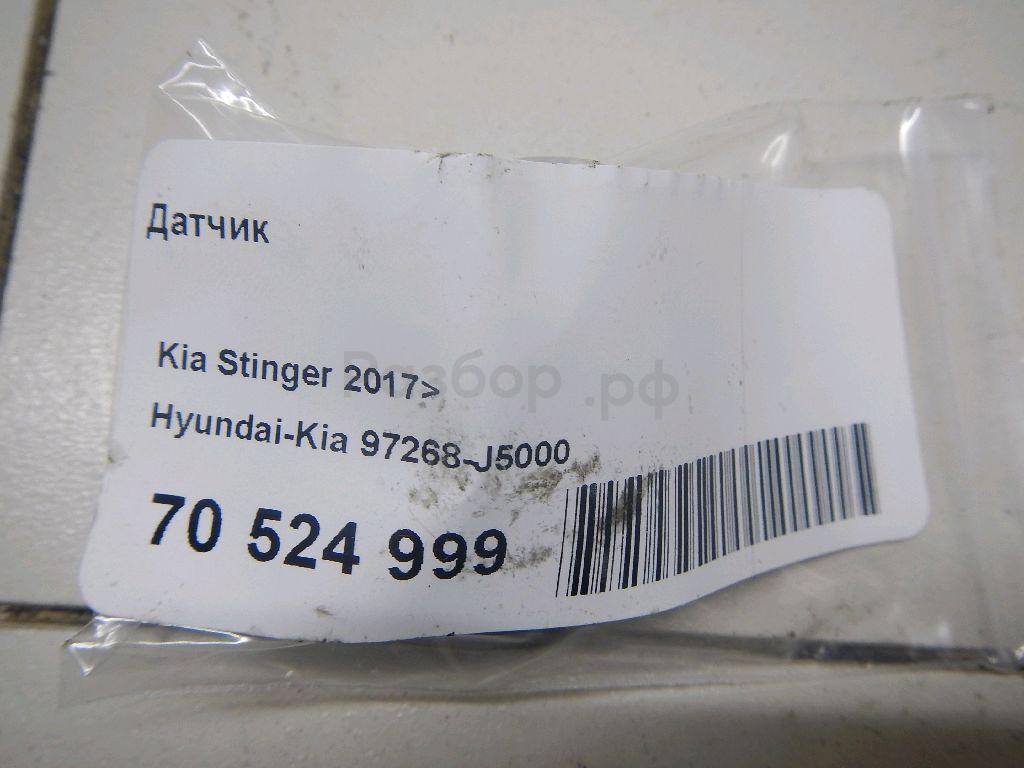 Датчик
Kia Stinger 2017>
Разбор.рф
Hyundai-Kia 97268-J5000
70 524 999